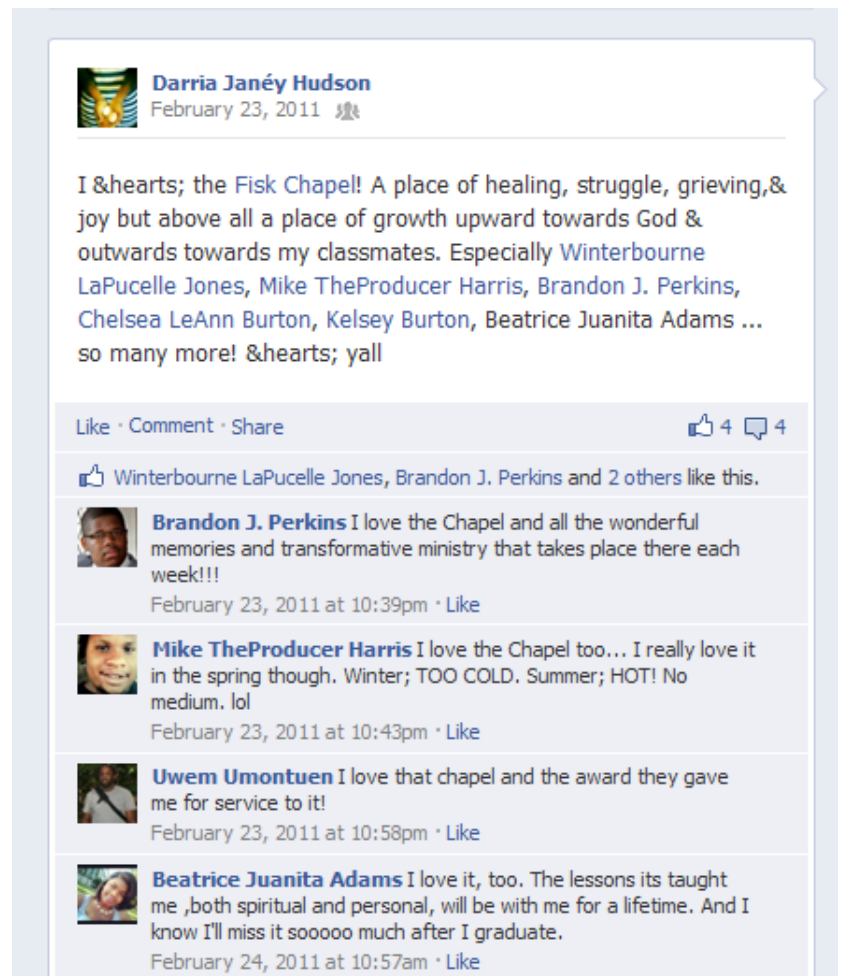 Darria Janéy Hudson
February 23, 2011
I &hearts; the Fisk Chapel! A place of healing, struggle, grieving,&
joy but above all a place of growth upward towards God &
outwards towards my classmates. Especially Winterbourne
LaPucelle Jones, Mike TheProducer Harris, Brandon J. Perkins,
Chelsea LeAnn Burton, Kelsey Burton, Beatrice Juanita Adams ...
so many more! &hearts; yall
Like · Comment · Share 4 4
Winterbourne LaPucelle Jones, Brandon J. Perkins and 2 others like this.
Brandon J. Perkins I love the Chapel and all the wonderful
memories and transformative ministry that takes place there each
week!!!
February 23, 2011 at 10:39pm · Like
Mike TheProducer Harris I love the Chapel too... I really love it
in the spring though. Winter; TOO COLD. Summer; HOT! No
medium. lol
February 23, 2011 at 10:43pm · Like
Uwem Umontuen I love that chapel and the award they gave
me for service to it!
February 23, 2011 at 10:58pm · Like
Beatrice Juanita Adams I love it, too. The lessons its taught
me ,both spiritual and personal, will be with me for a lifetime. And I
know I'll miss it sooooo much after I graduate.
February 24, 2011 at 10:57am · Like